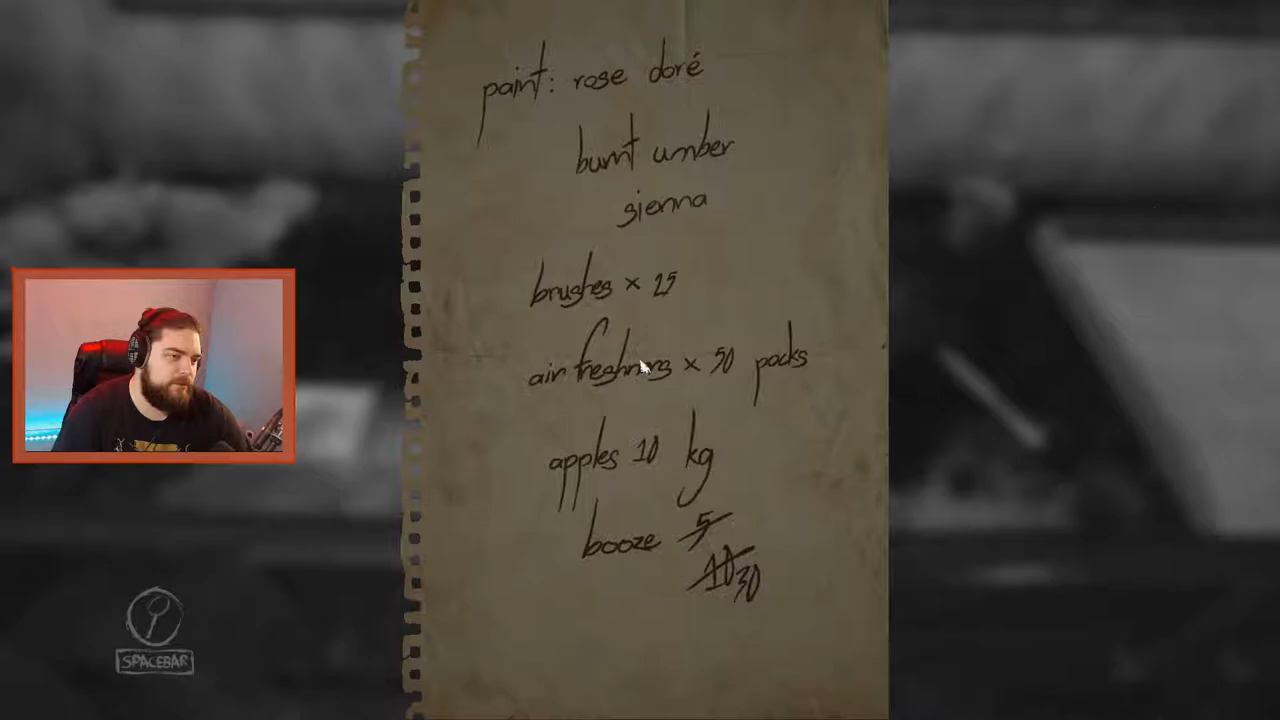 paint: rose doré
burnt umber
sienna
brushes x 25
air freshners x 50 packs
apples 10 kg
booze 5
10 30
SPACEBAR